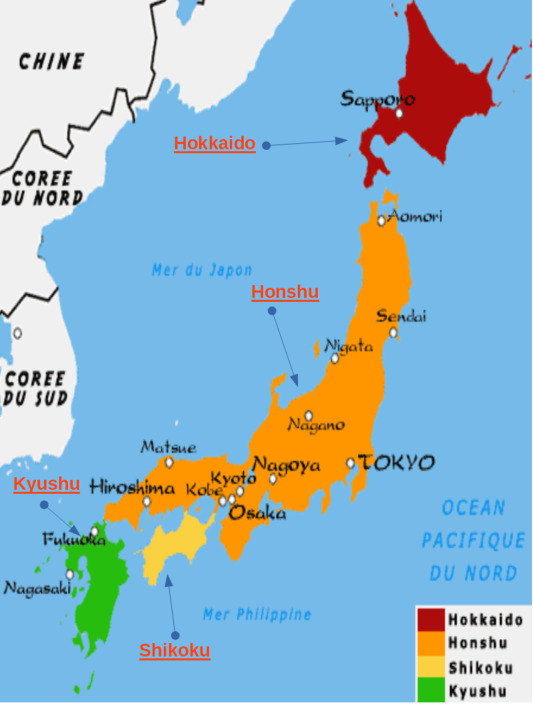 CHINE
Sapporo
Hokkaido
COREE
DU NORD
Aomori
Mer du Japon
Honshu
Sendai
Nigata
COREE
DU SUD
Nagano
Matsue
Nagoya
TOKYO
Kyushu
Hiroshima
Kobe
Kyoto
Osaka
OCEAN
PACIFIQUE
DU NORD
Fukuoka
Nagasaki
Mer Philippine
Shikoku
Hokkaido
Honshu
Shikoku
Kyushu